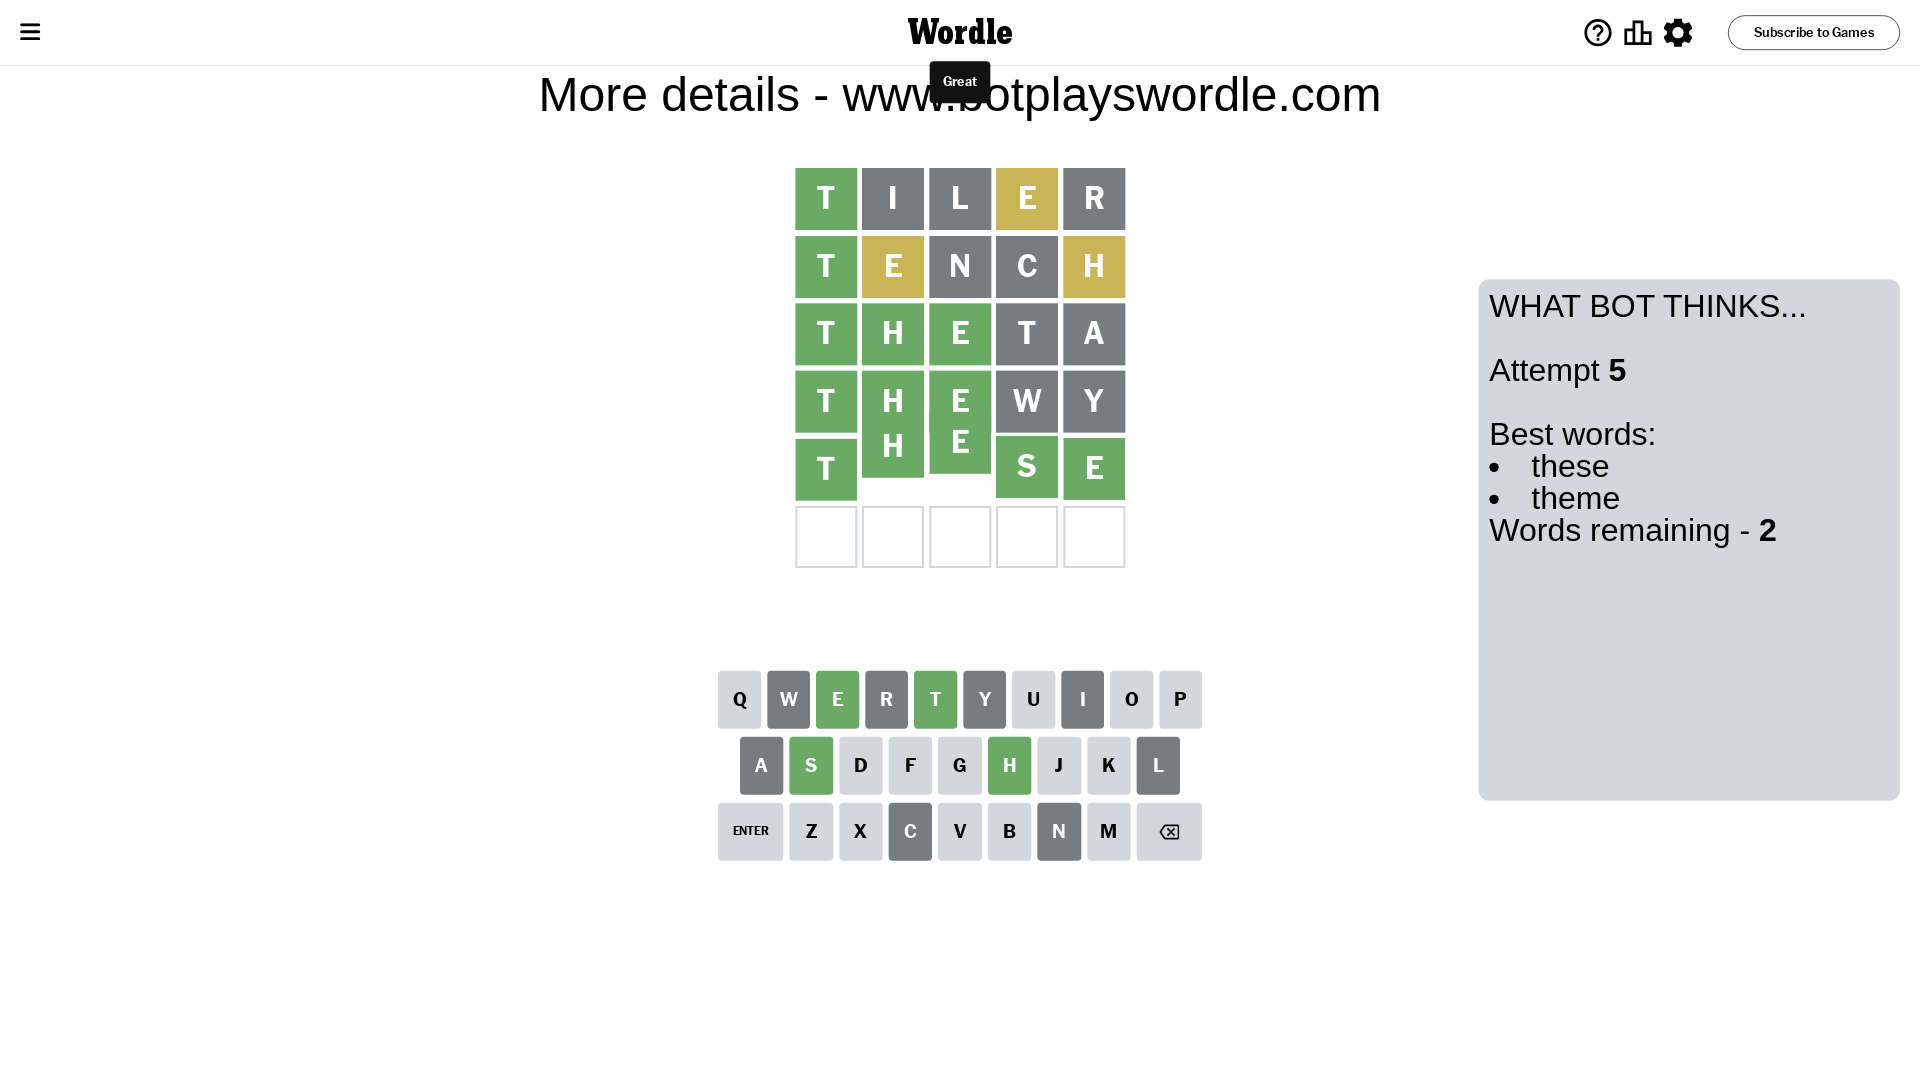 Wordle
Subscribe to Games
Great
More details - www.botplayswordle.com
T I L E R
T E N C H
T H E T A
T H E W Y
T H E S E
WHAT BOT THINKS...
Attempt 5
Best words:
• these
• theme
Words remaining - 2
Q W E R T Y U I O P
A S D F G H J K L
ENTER Z X C V B N M